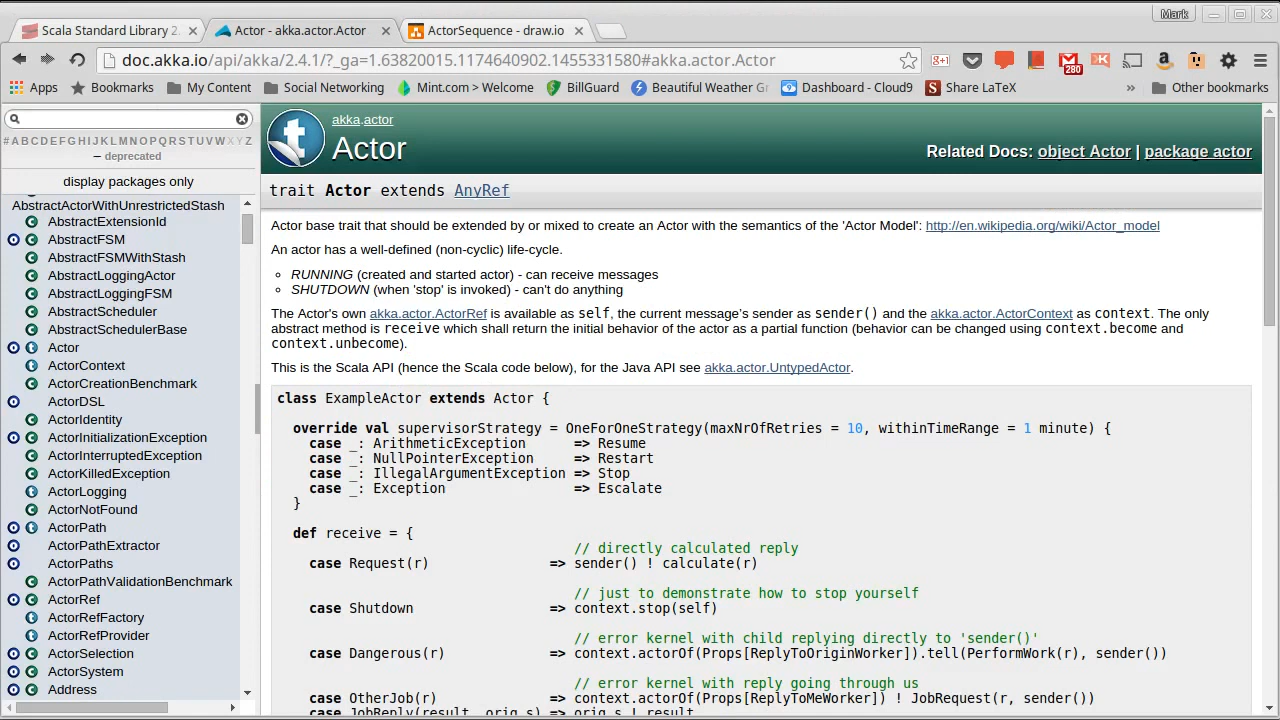 Mark
Scala Standard Library 2.
Actor - akka.actor.Actor
ActorSequence - draw.io
doc.akka.io/api/akka/2.4.1/?_ga=1.63820015.1174640902.1455331580#akka.actor.Actor
280
Apps
Bookmarks
My Content
Social Networking
Mint.com > Welcome
BillGuard
Beautiful Weather Gr
Dashboard - Cloud9
Share LaTeX
»
Other bookmarks
#ABCDEFGHIJKLMNOPQRSTUVWXYZ
– deprecated
display packages only
AbstractActorWithUnrestrictedStash
AbstractExtensionId
AbstractFSM
AbstractFSMWithStash
AbstractLoggingActor
AbstractLoggingFSM
AbstractScheduler
AbstractSchedulerBase
Actor
ActorContext
ActorCreationBenchmark
ActorDSL
ActorIdentity
ActorInitializationException
ActorInterruptedException
ActorKilledException
ActorLogging
ActorNotFound
ActorPath
ActorPathExtractor
ActorPaths
ActorPathValidationBenchmark
ActorRef
ActorRefFactory
ActorRefProvider
ActorSelection
ActorSystem
Address
akka.actor
Actor
Related Docs: object Actor | package actor
trait Actor extends AnyRef
Actor base trait that should be extended by or mixed to create an Actor with the semantics of the 'Actor Model': http://en.wikipedia.org/wiki/Actor_model
An actor has a well-defined (non-cyclic) life-cycle.
RUNNING (created and started actor) - can receive messages
SHUTDOWN (when 'stop' is invoked) - can't do anything
The Actor's own akka.actor.ActorRef is available as self, the current message's sender as sender() and the akka.actor.ActorContext as context. The only
abstract method is receive which shall return the initial behavior of the actor as a partial function (behavior can be changed using context.become and
context.unbecome).
This is the Scala API (hence the Scala code below), for the Java API see akka.actor.UntypedActor.
class ExampleActor extends Actor {
override val supervisorStrategy = OneForOneStrategy(maxNrOfRetries = 10, withinTimeRange = 1 minute) {
case _: ArithmeticException => Resume
case _: NullPointerException => Restart
case _: IllegalArgumentException => Stop
case _: Exception => Escalate
}
def receive = {
// directly calculated reply
case Request(r) => sender() ! calculate(r)
// just to demonstrate how to stop yourself
case Shutdown => context.stop(self)
// error kernel with child replying directly to 'sender()'
case Dangerous(r) => context.actorOf(Props[ReplyToOriginWorker]).tell(PerformWork(r), sender())
// error kernel with reply going through us
case OtherJob(r) => context.actorOf(Props[ReplyToMeWorker]) ! JobRequest(r, sender())
case JobReply(result, orig_s) => orig_s ! result